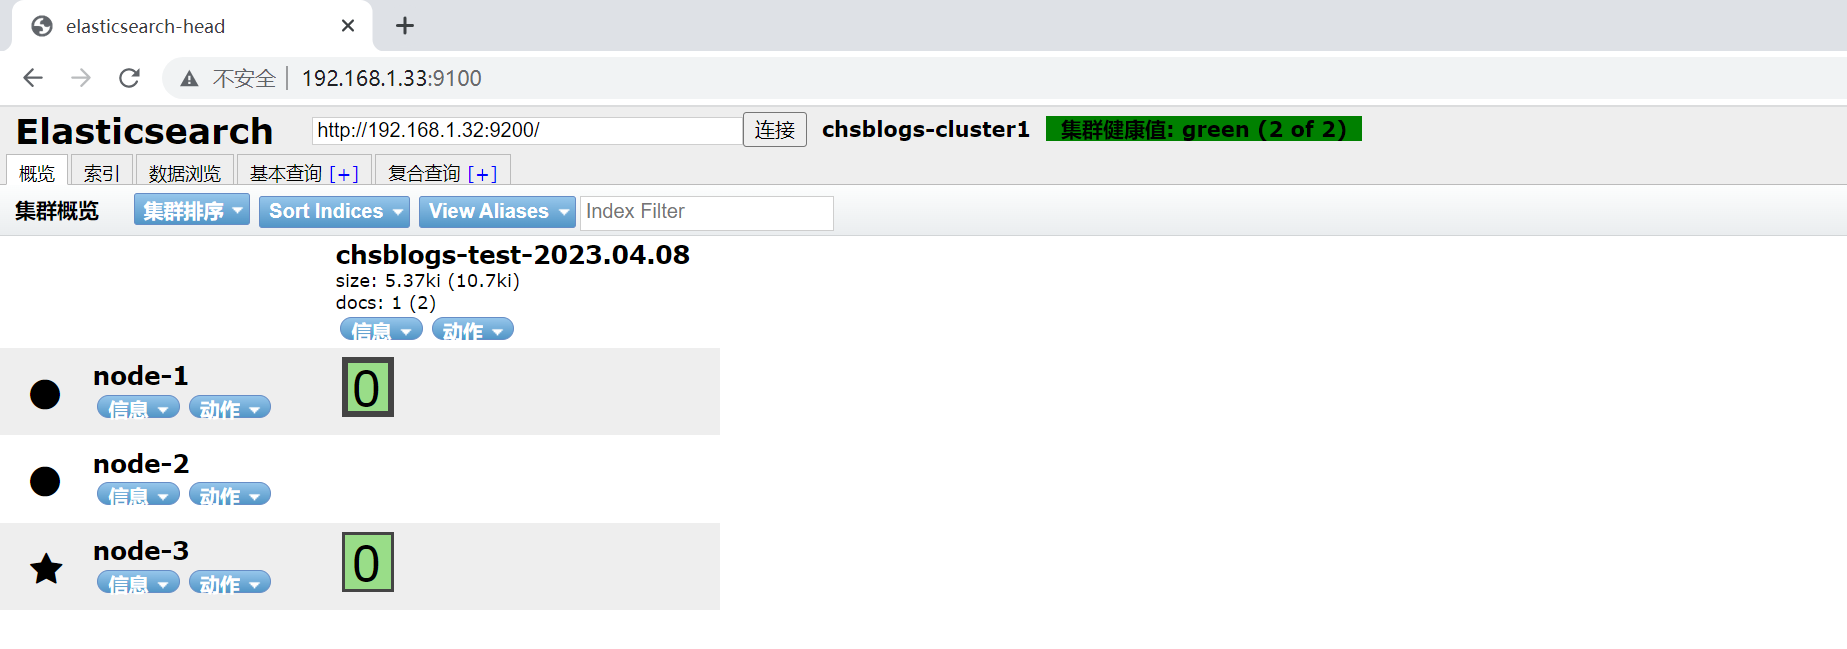 elasticsearch-head
不安全 192.168.1.33:9100
Elasticsearch http://192.168.1.32:9200/ 连接 chsblogs-cluster1 集群健康值: green (2 of 2)
概览 索引 数据浏览 基本查询 [+] 复合查询 [+]
集群概览 集群排序 Sort Indices View Aliases Index Filter
chsblogs-test-2023.04.08
size: 5.37ki (10.7ki)
docs: 1 (2)
信息 动作
node-1 0
信息 动作
node-2
信息 动作
node-3 0
信息 动作